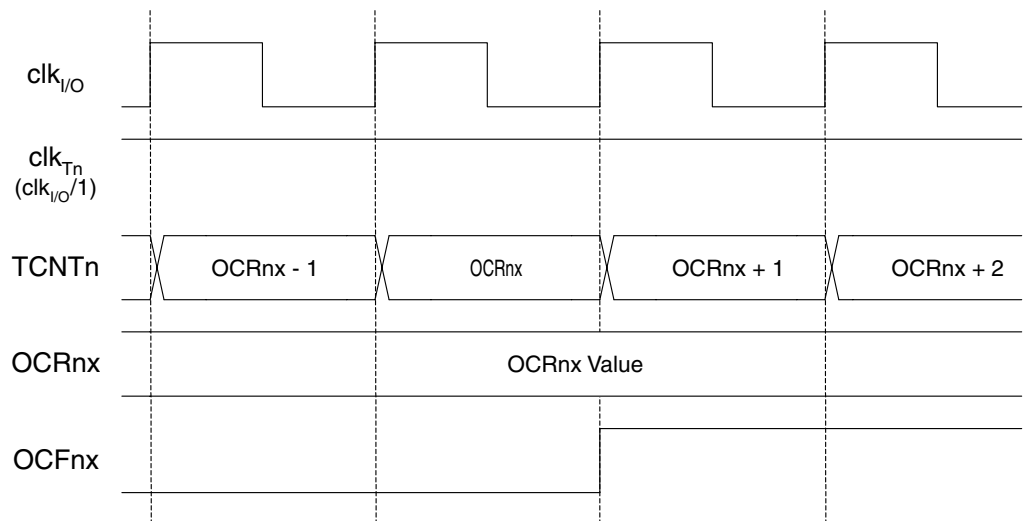 clkI/O
clkTn
(clkI/O/1)
TCNTn
OCRnx - 1
OCRnx
OCRnx + 1
OCRnx + 2
OCRnx
OCRnx Value
OCFnx